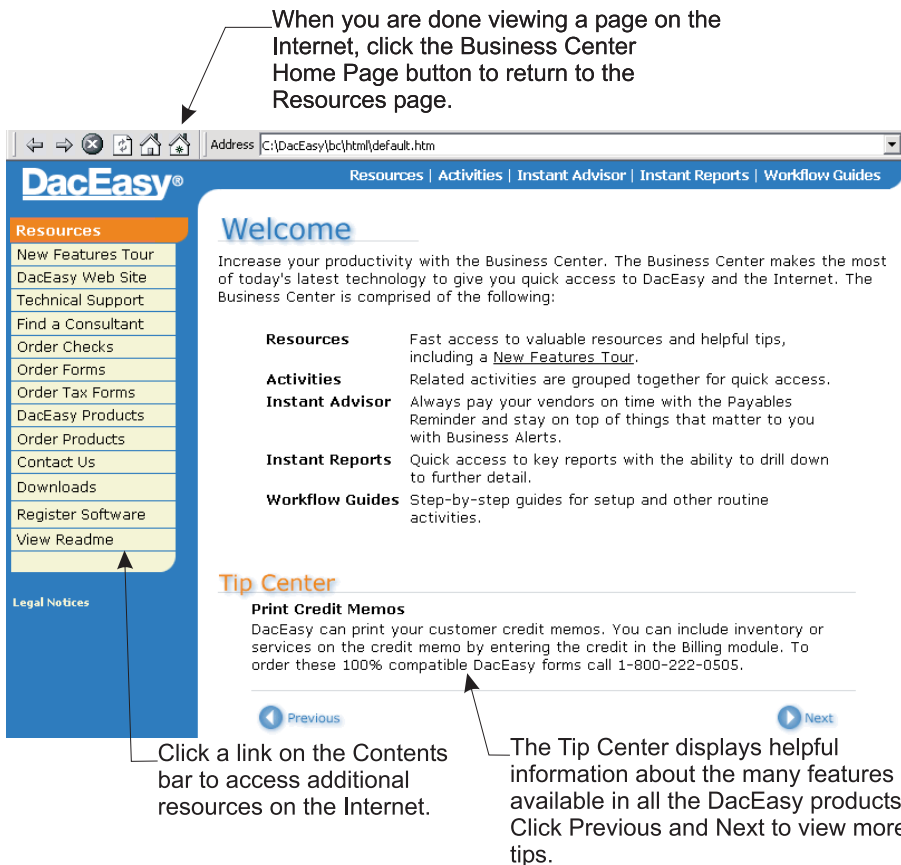 When you are done viewing a page on the
Internet, click the Business Center
Home Page button to return to the
Resources page.
Address C:\DacEasy\bc\html\default.htm
DacEasy®
Resources | Activities | Instant Advisor | Instant Reports | Workflow Guides
Resources
New Features Tour
DacEasy Web Site
Technical Support
Find a Consultant
Order Checks
Order Forms
Order Tax Forms
DacEasy Products
Order Products
Contact Us
Downloads
Register Software
View Readme
Legal Notices
Welcome
Increase your productivity with the Business Center. The Business Center makes the most
of today's latest technology to give you quick access to DacEasy and the Internet. The
Business Center is comprised of the following:
Resources Fast access to valuable resources and helpful tips,
including a New Features Tour.
Activities Related activities are grouped together for quick access.
Instant Advisor Always pay your vendors on time with the Payables
Reminder and stay on top of things that matter to you
with Business Alerts.
Instant Reports Quick access to key reports with the ability to drill down
to further detail.
Workflow Guides Step-by-step guides for setup and other routine
activities.
Tip Center
Print Credit Memos
DacEasy can print your customer credit memos. You can include inventory or
services on the credit memo by entering the credit in the Billing module. To
order these 100% compatible DacEasy forms call 1-800-222-0505.
Previous
Next
Click a link on the Contents
bar to access additional
resources on the Internet.
The Tip Center displays helpful
information about the many features
available in all the DacEasy products
Click Previous and Next to view more
tips.